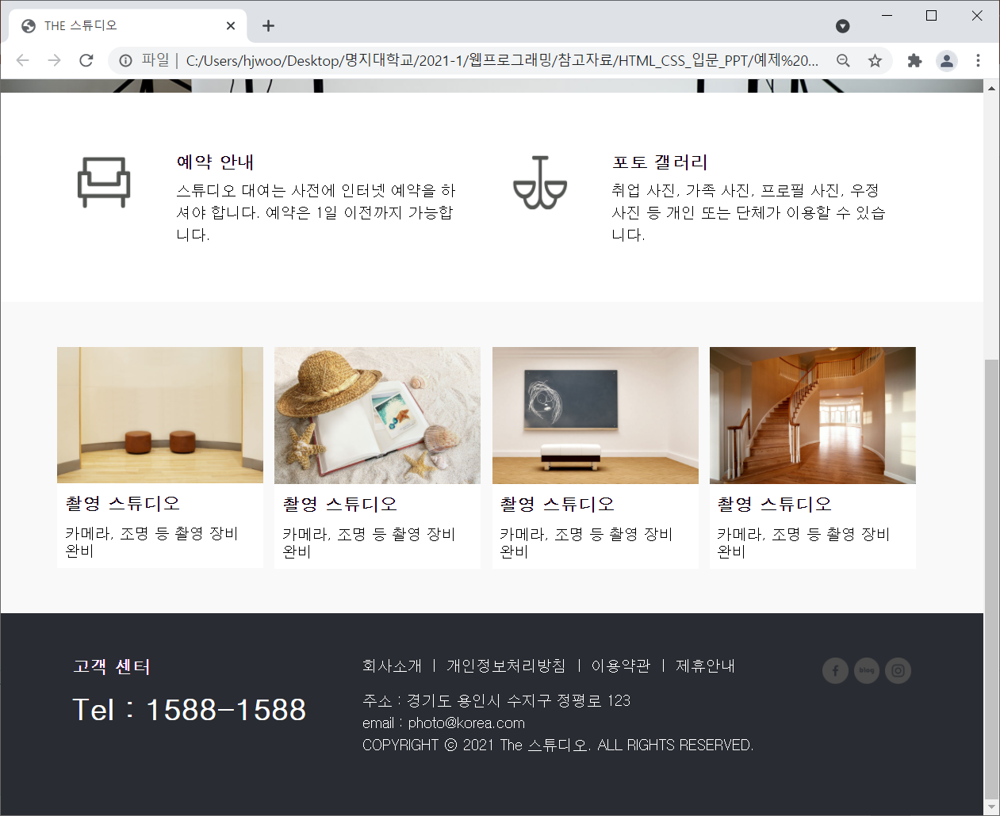 THE 스튜디오
파일 | C:/Users/hjwoo/Desktop/명지대학교/2021-1/웹프로그래밍/참고자료/HTML_CSS_입문_PPT/예제%20...
예약 안내
스튜디오 대여는 사전에 인터넷 예약을 하
셔야 합니다. 예약은 1일 이전까지 가능합
니다.
포토 갤러리
취업 사진, 가족 사진, 프로필 사진, 우정
사진 등 개인 또는 단체가 이용할 수 있습
니다.
촬영 스튜디오
카메라, 조명 등 촬영 장비
완비
촬영 스튜디오
카메라, 조명 등 촬영 장비
완비
촬영 스튜디오
카메라, 조명 등 촬영 장비
완비
촬영 스튜디오
카메라, 조명 등 촬영 장비
완비
고객 센터
Tel : 1588-1588
회사소개 | 개인정보처리방침 | 이용약관 | 제휴안내
주소 : 경기도 용인시 수지구 정평로 123
email : photo@korea.com
COPYRIGHT ⓒ 2021 The 스튜디오. ALL RIGHTS RESERVED.
f
blog